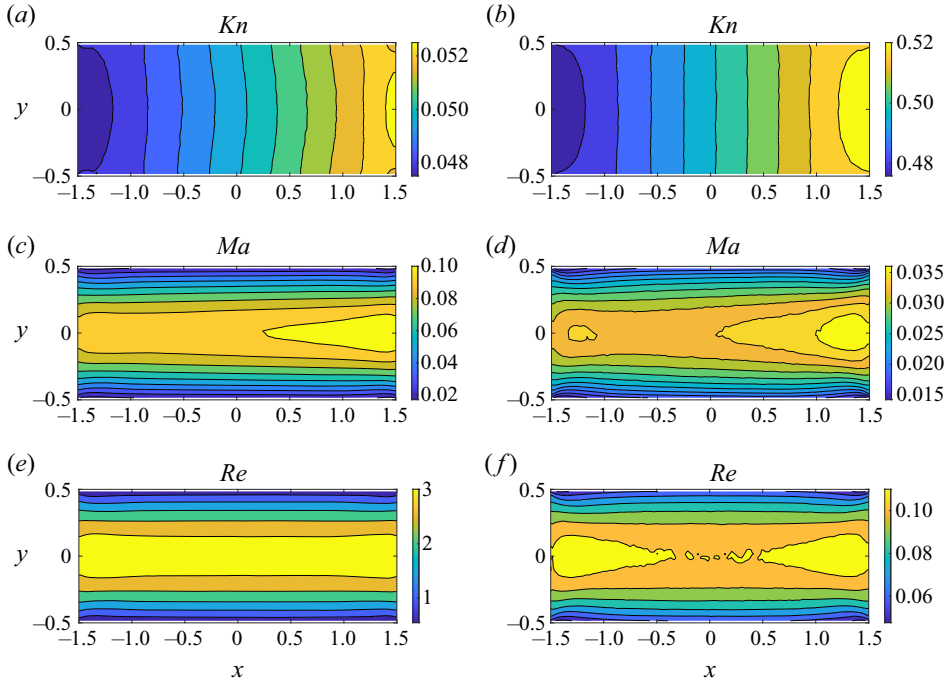 (a) Kn (b) Kn
0.5 0.052 0.5 0.52
y 0 0.050 y 0 0.50
0.048 0.48
−0.5 −0.5
−1.5 −1.0 −0.5 0 0.5 1.0 1.5 −1.5 −1.0 −0.5 0 0.5 1.0 1.5
(c) Ma (d) Ma
0.5 0.10 0.5 0.035
0.08 0.030
y 0 0.06 0 0.025
0.04 0.020
0.02 0.015
−0.5 −0.5
−1.5 −1.0 −0.5 0 0.5 1.0 1.5 −1.5 −1.0 −0.5 0 0.5 1.0 1.5
(e) Re (f) Re
0.5 3 0.5 0.10
y 0 2 0 0.08
1 0.06
−0.5 −0.5
−1.5 −1.0 −0.5 0 0.5 1.0 1.5 −1.5 −1.0 −0.5 0 0.5 1.0 1.5
x x